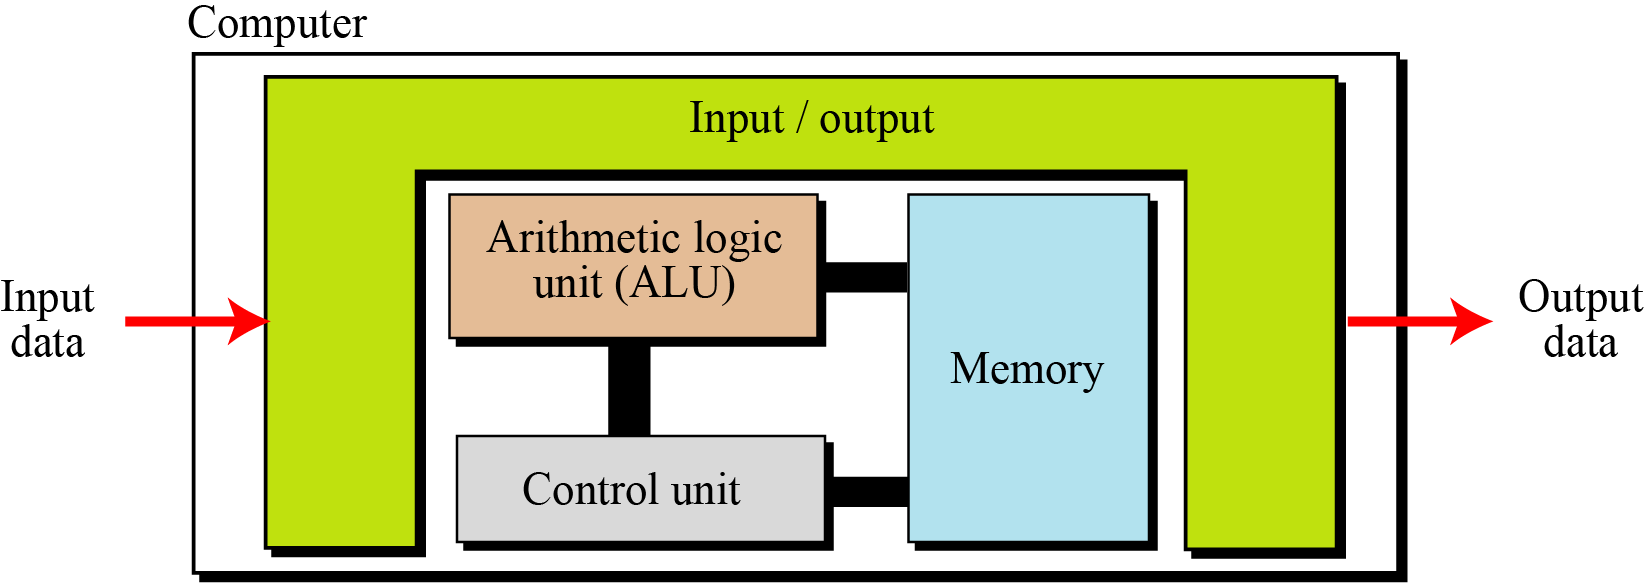 Computer
Input / output
Arithmetic logic
unit (ALU)
Input
data
Memory
Output
data
Control unit